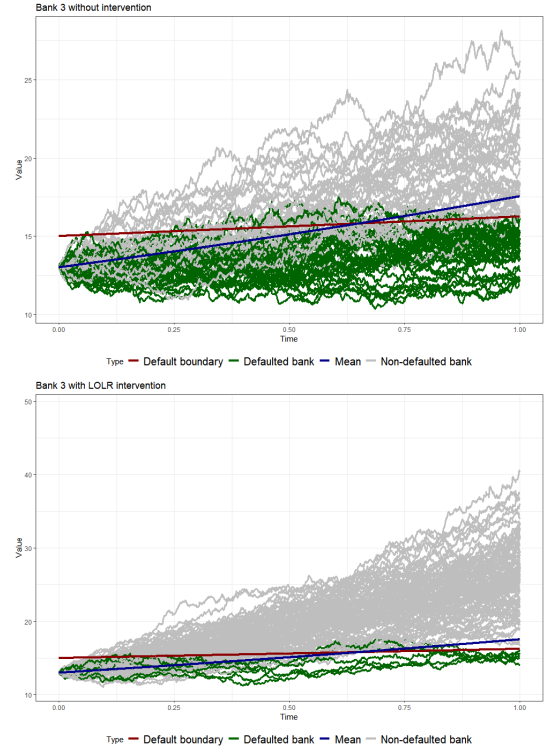 Bank 3 without intervention
25
20
15
10
Value
0.00 0.25 0.50 0.75 1.00
Time
Type Default boundary Defaulted bank Mean Non-defaulted bank
Bank 3 with LOLR intervention
50
40
30
20
10
Value
0.00 0.25 0.50 0.75 1.00
Time
Type Default boundary Defaulted bank Mean Non-defaulted bank